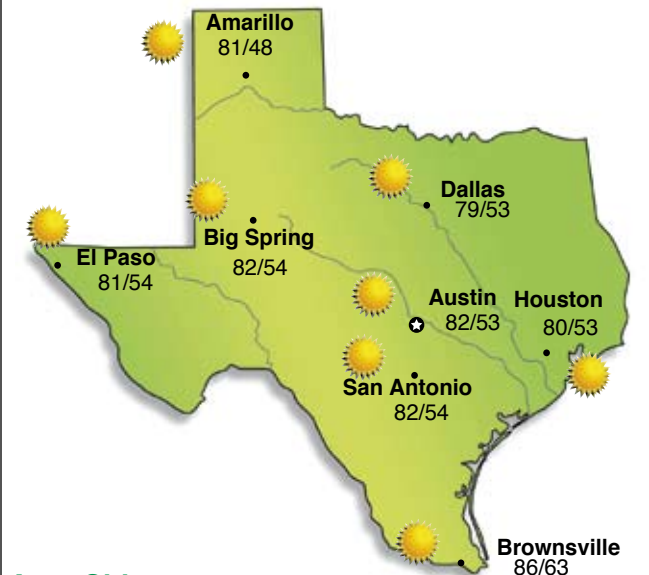 Amarillo
81/48
Dallas
79/53
Big Spring
82/54
El Paso
81/54
Austin
82/53
Houston
80/53
San Antonio
82/54
Brownsville
86/63